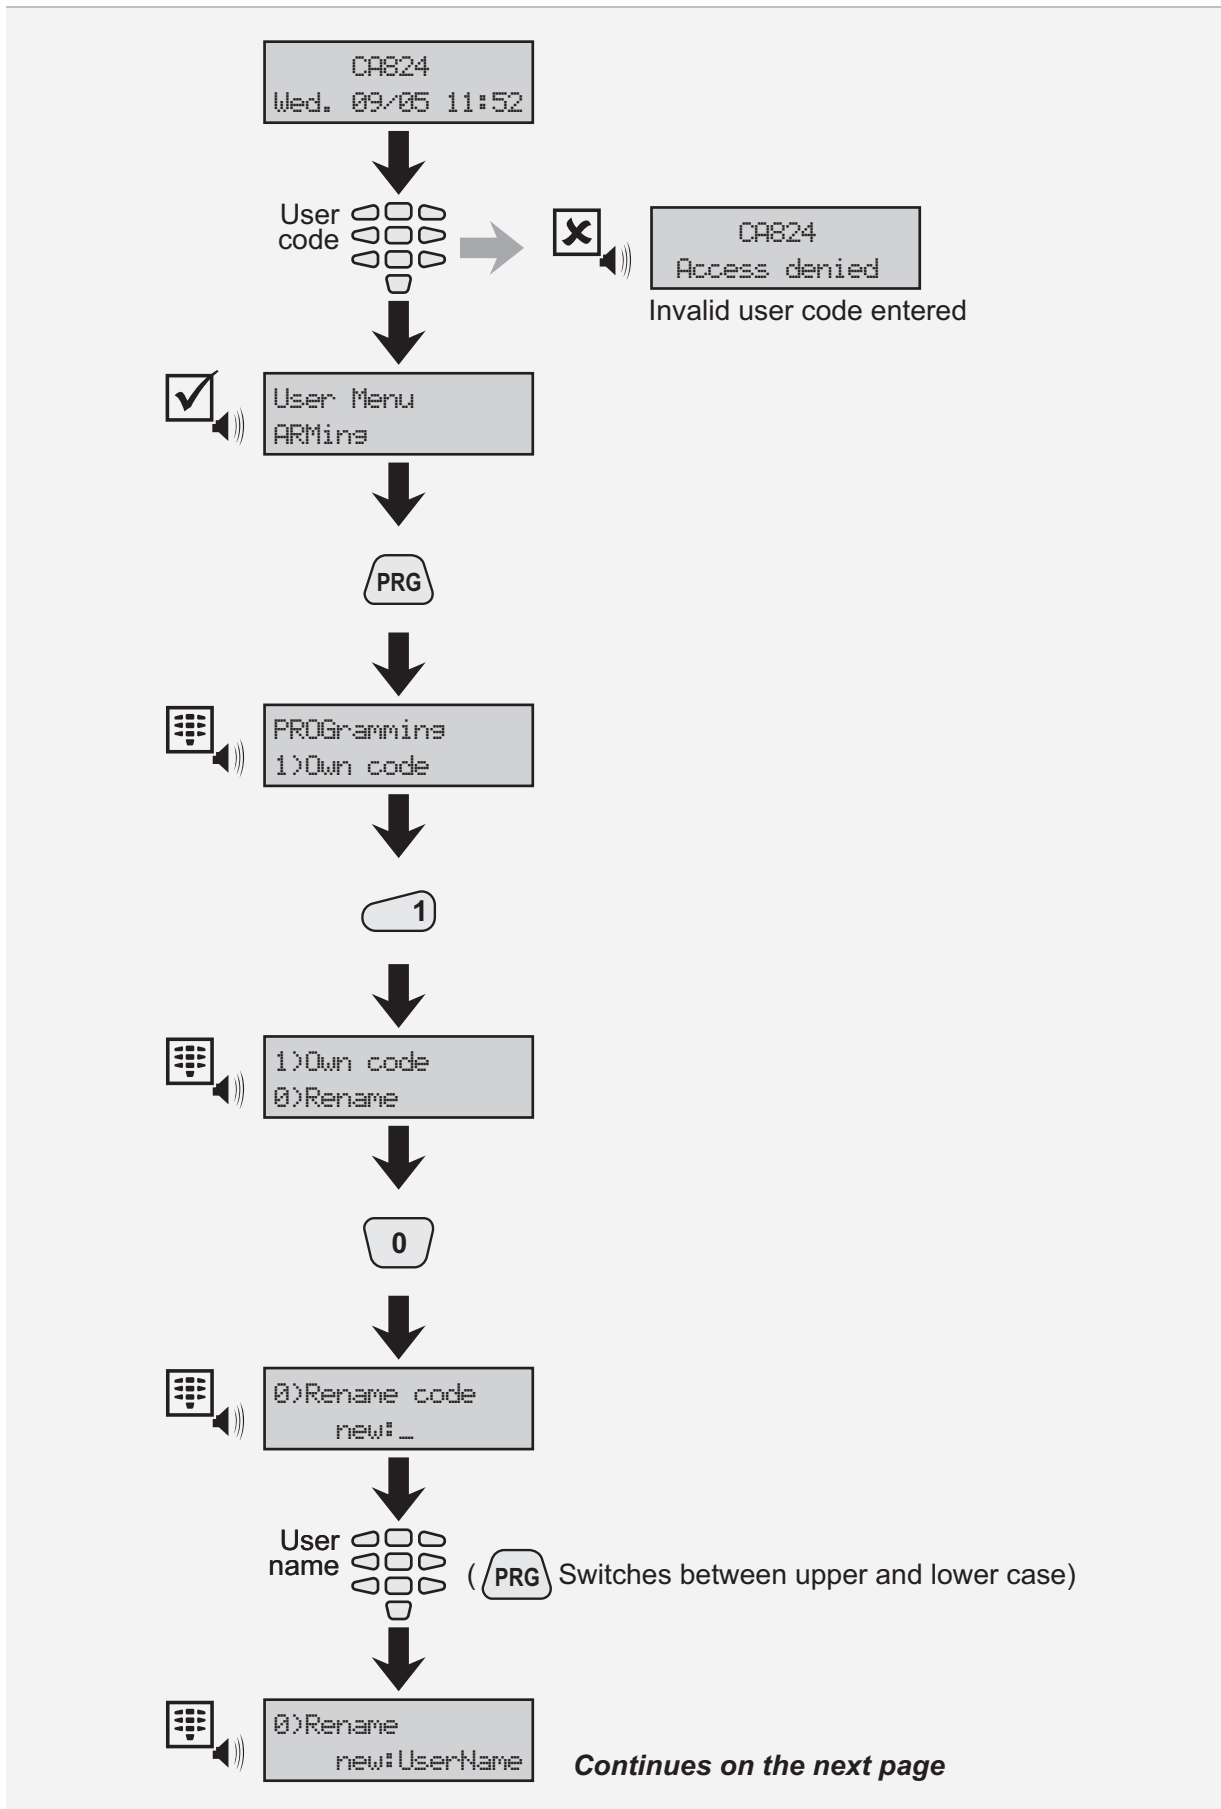 CA824
Wed. 09/05 11:52
User
code
CA824
Access denied
Invalid user code entered
User Menu
ARMing
PRG
PROGramming
1)Own code
1
1)Own code
0)Rename
0
0)Rename code
new:_
User
name
( PRG Switches between upper and lower case)
0)Rename
new:UserName
Continues on the next page